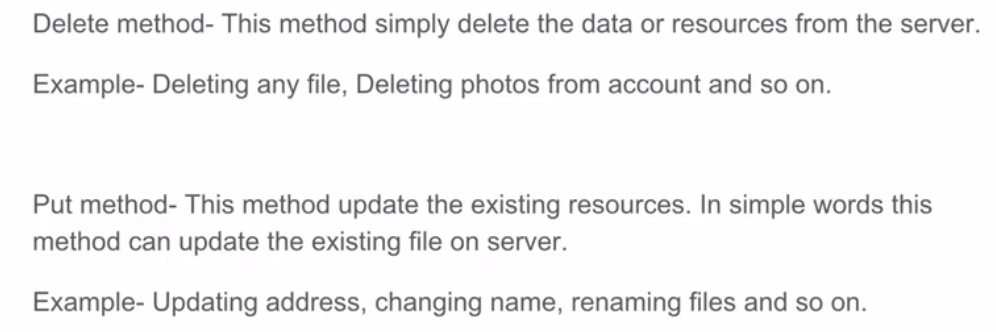 Delete method- This method simply delete the data or resources from the server.
Example- Deleting any file, Deleting photos from account and so on.
Put method- This method update the existing resources. In simple words this
method can update the existing file on server.
Example- Updating address, changing name, renaming files and so on.